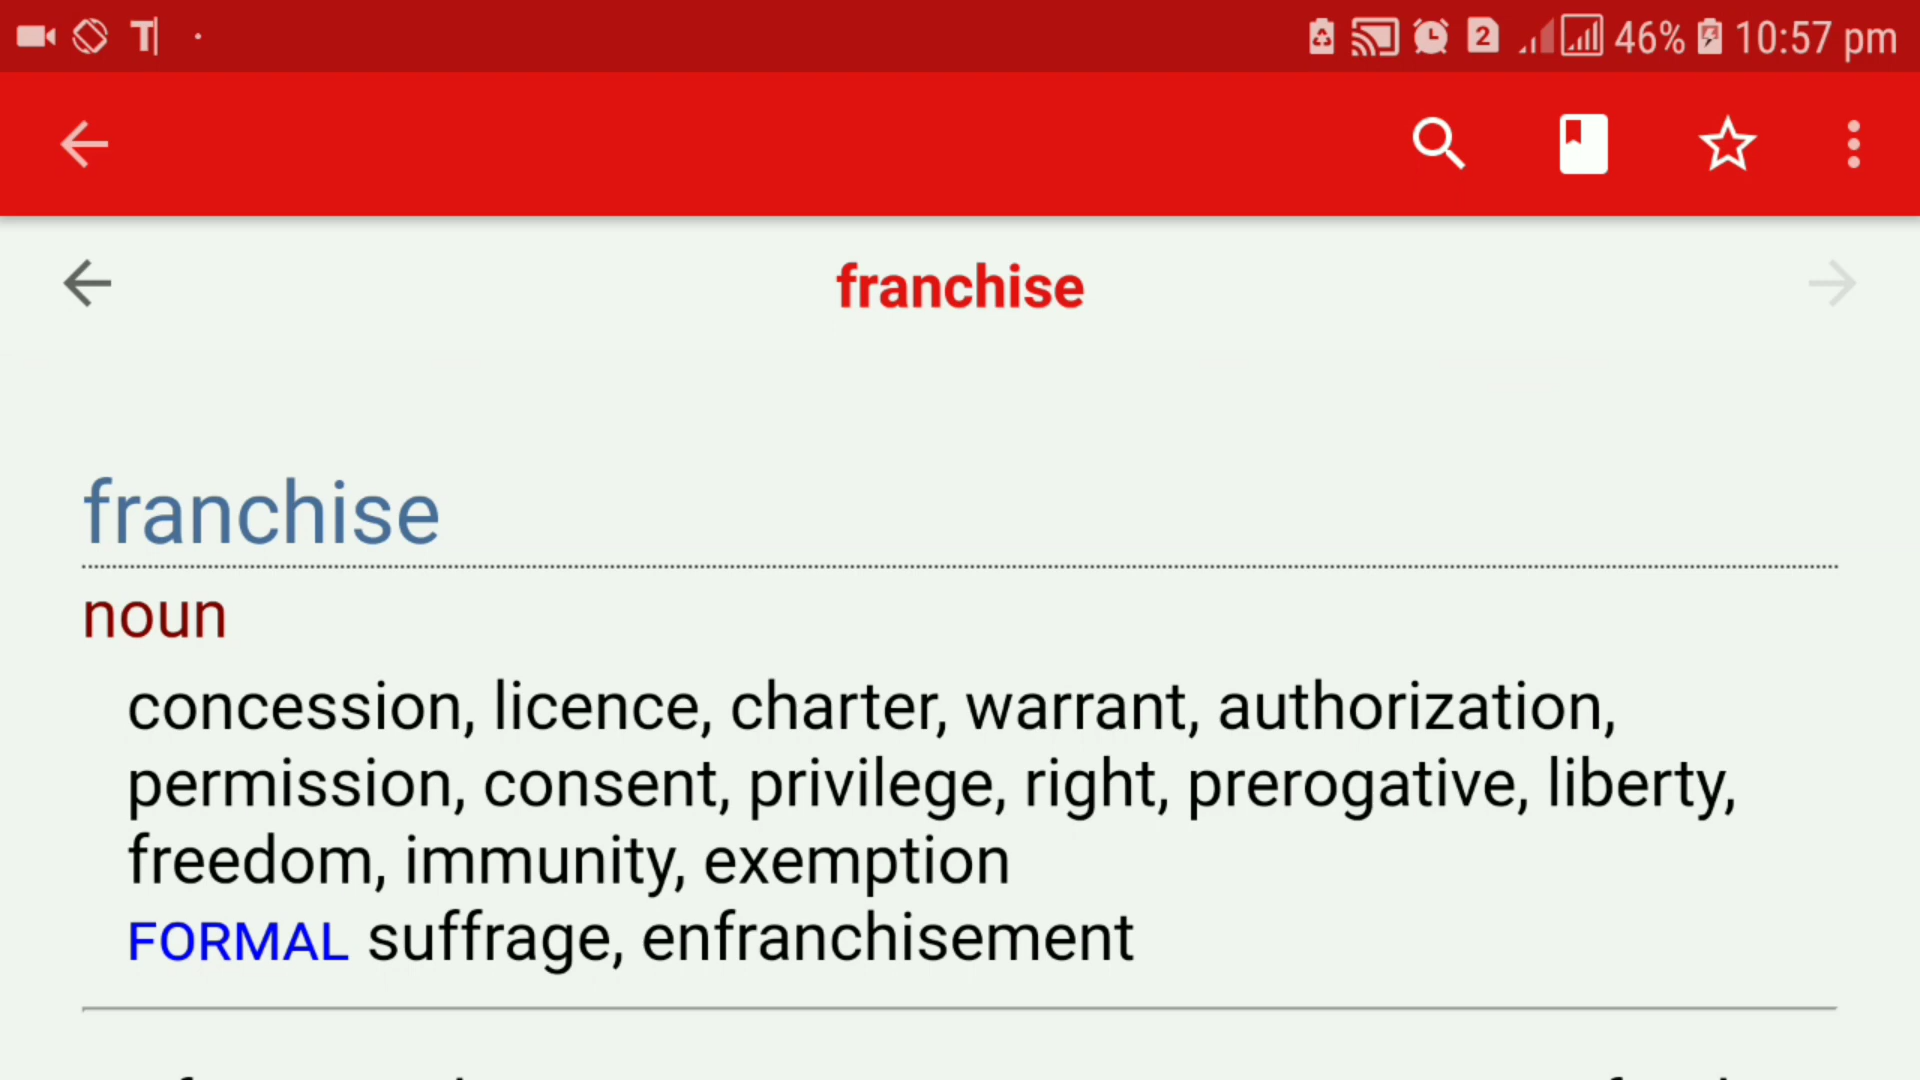 T 2 46% 10:57 pm
franchise
franchise
noun
concession, licence, charter, warrant, authorization,
permission, consent, privilege, right, prerogative, liberty,
freedom, immunity, exemption
FORMAL suffrage, enfranchisement